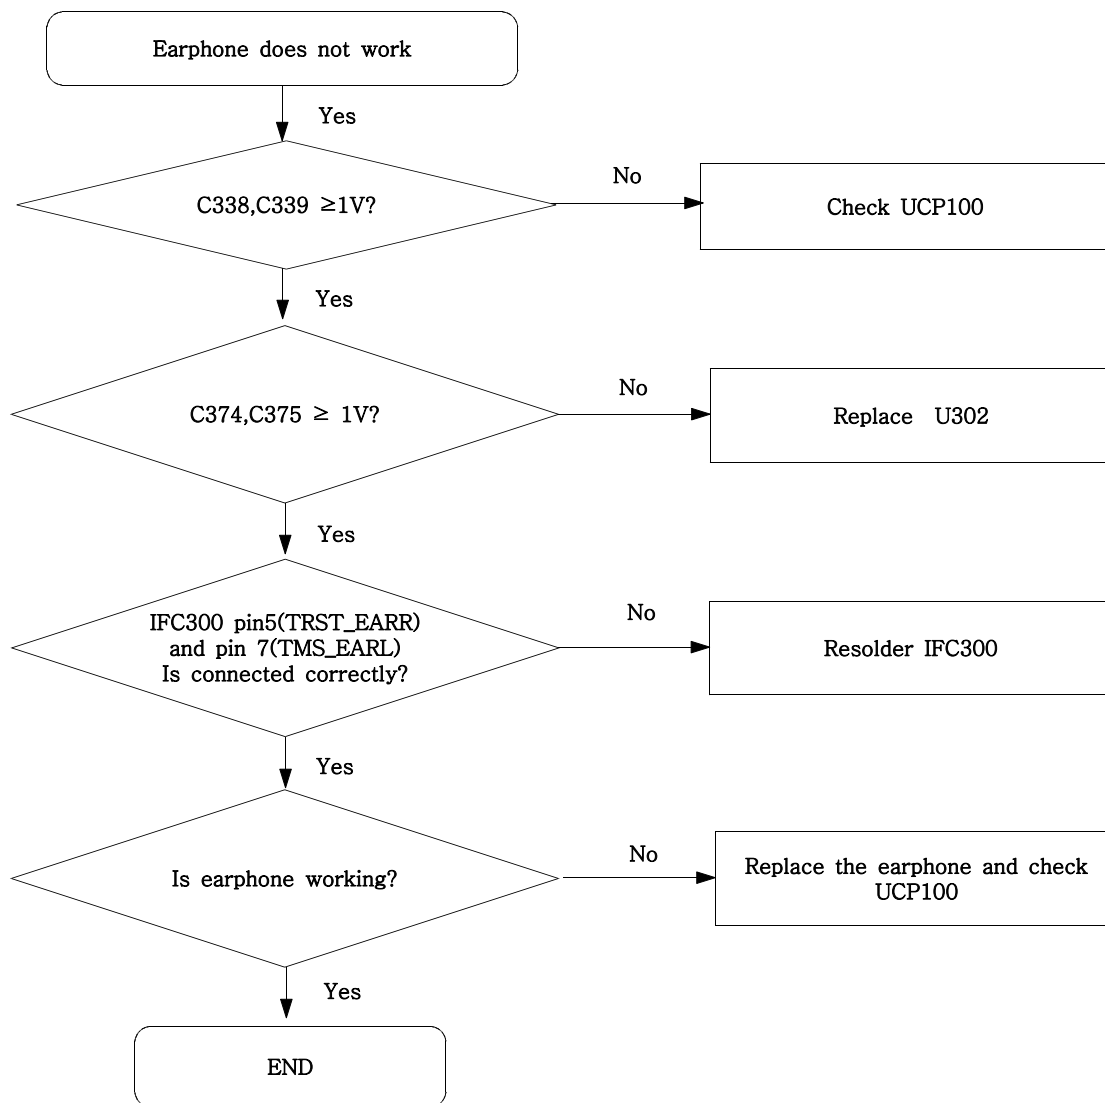 Earphone does not work
Yes
C338,C339 ≥1V?
No
Check UCP100
Yes
C374,C375 ≥ 1V?
No
Replace U302
Yes
IFC300 pin5(TRST_EARR)
and pin 7(TMS_EARL)
Is connected correctly?
No
Resolder IFC300
Yes
Is earphone working?
No
Replace the earphone and check
UCP100
Yes
END